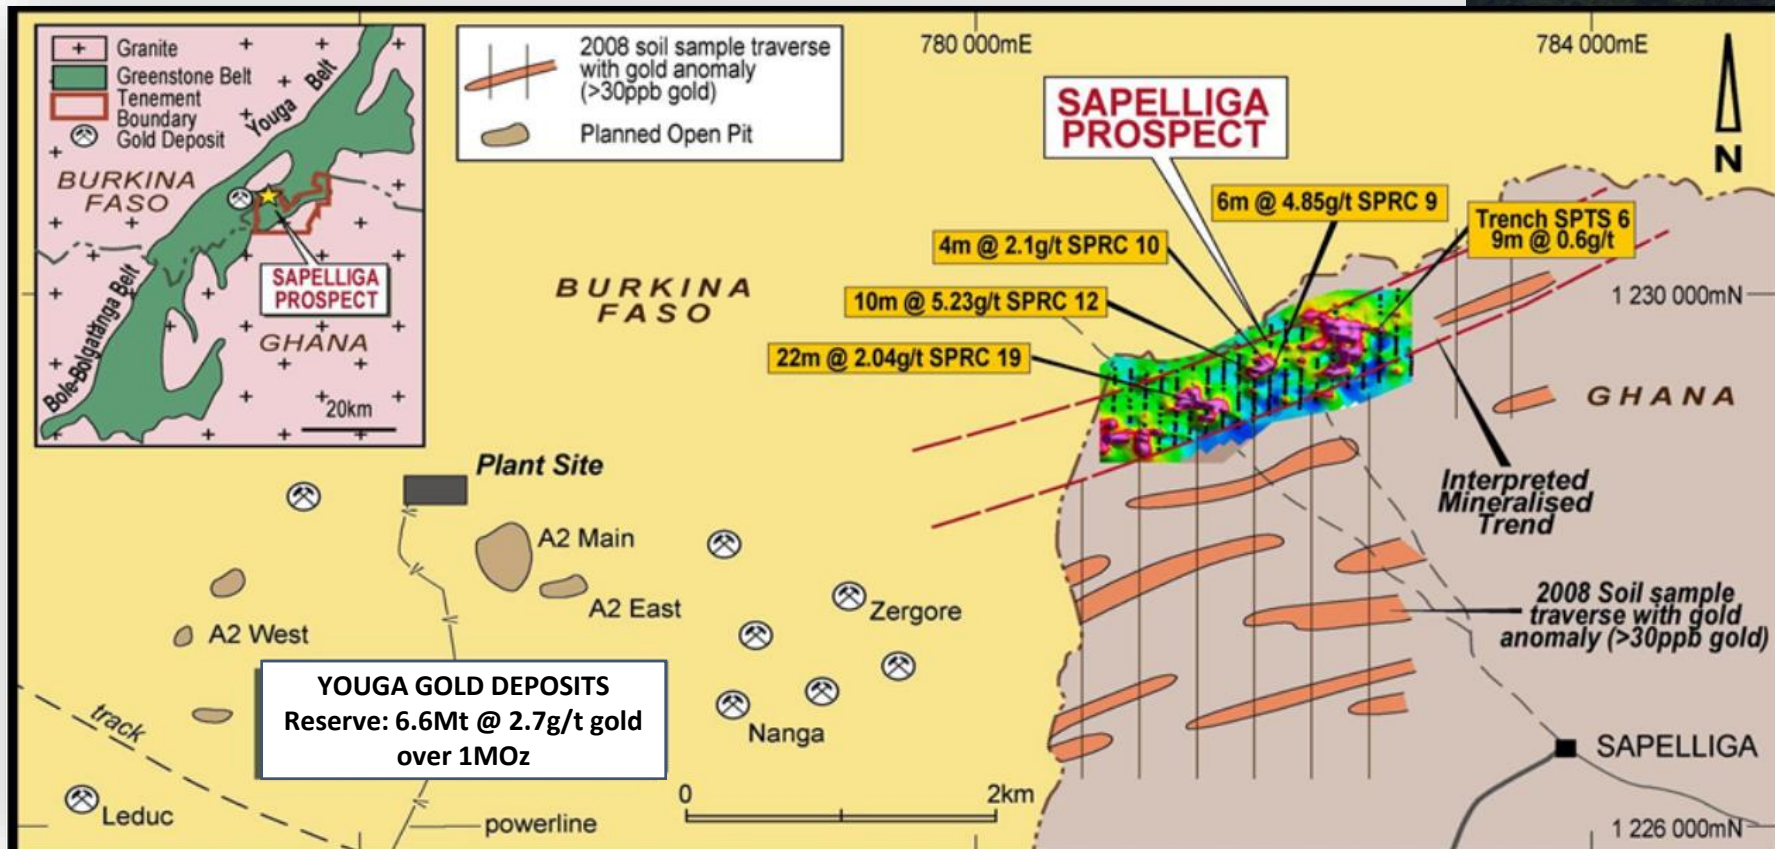 Granite
Greenstone Belt
Tenement
Boundary
Gold Deposit
Youga Belt
BURKINA
FASO
SAPELLIGA
PROSPECT
GHANA
Bole-Bolgatanga Belt
20km
2008 soil sample traverse
with gold anomaly
(>30ppb gold)
Planned Open Pit
780 000mE
784 000mE
N
SAPELLIGA
PROSPECT
6m @ 4.85g/t SPRC 9
Trench SPTS 6
9m @ 0.6g/t
4m @ 2.1g/t SPRC 10
BURKINA
FASO
10m @ 5.23g/t SPRC 12
1 230 000mN
22m @ 2.04g/t SPRC 19
GHANA
Plant Site
Interpreted
Mineralised
Trend
A2 Main
A2 East
Zergore
2008 Soil sample
traverse with gold
anomaly (>30ppb gold)
A2 West
YOUGA GOLD DEPOSITS
Reserve: 6.6Mt @ 2.7g/t gold
over 1MOz
track
Nanga
SAPELLIGA
0
2km
Leduc
powerline
1 226 000mN